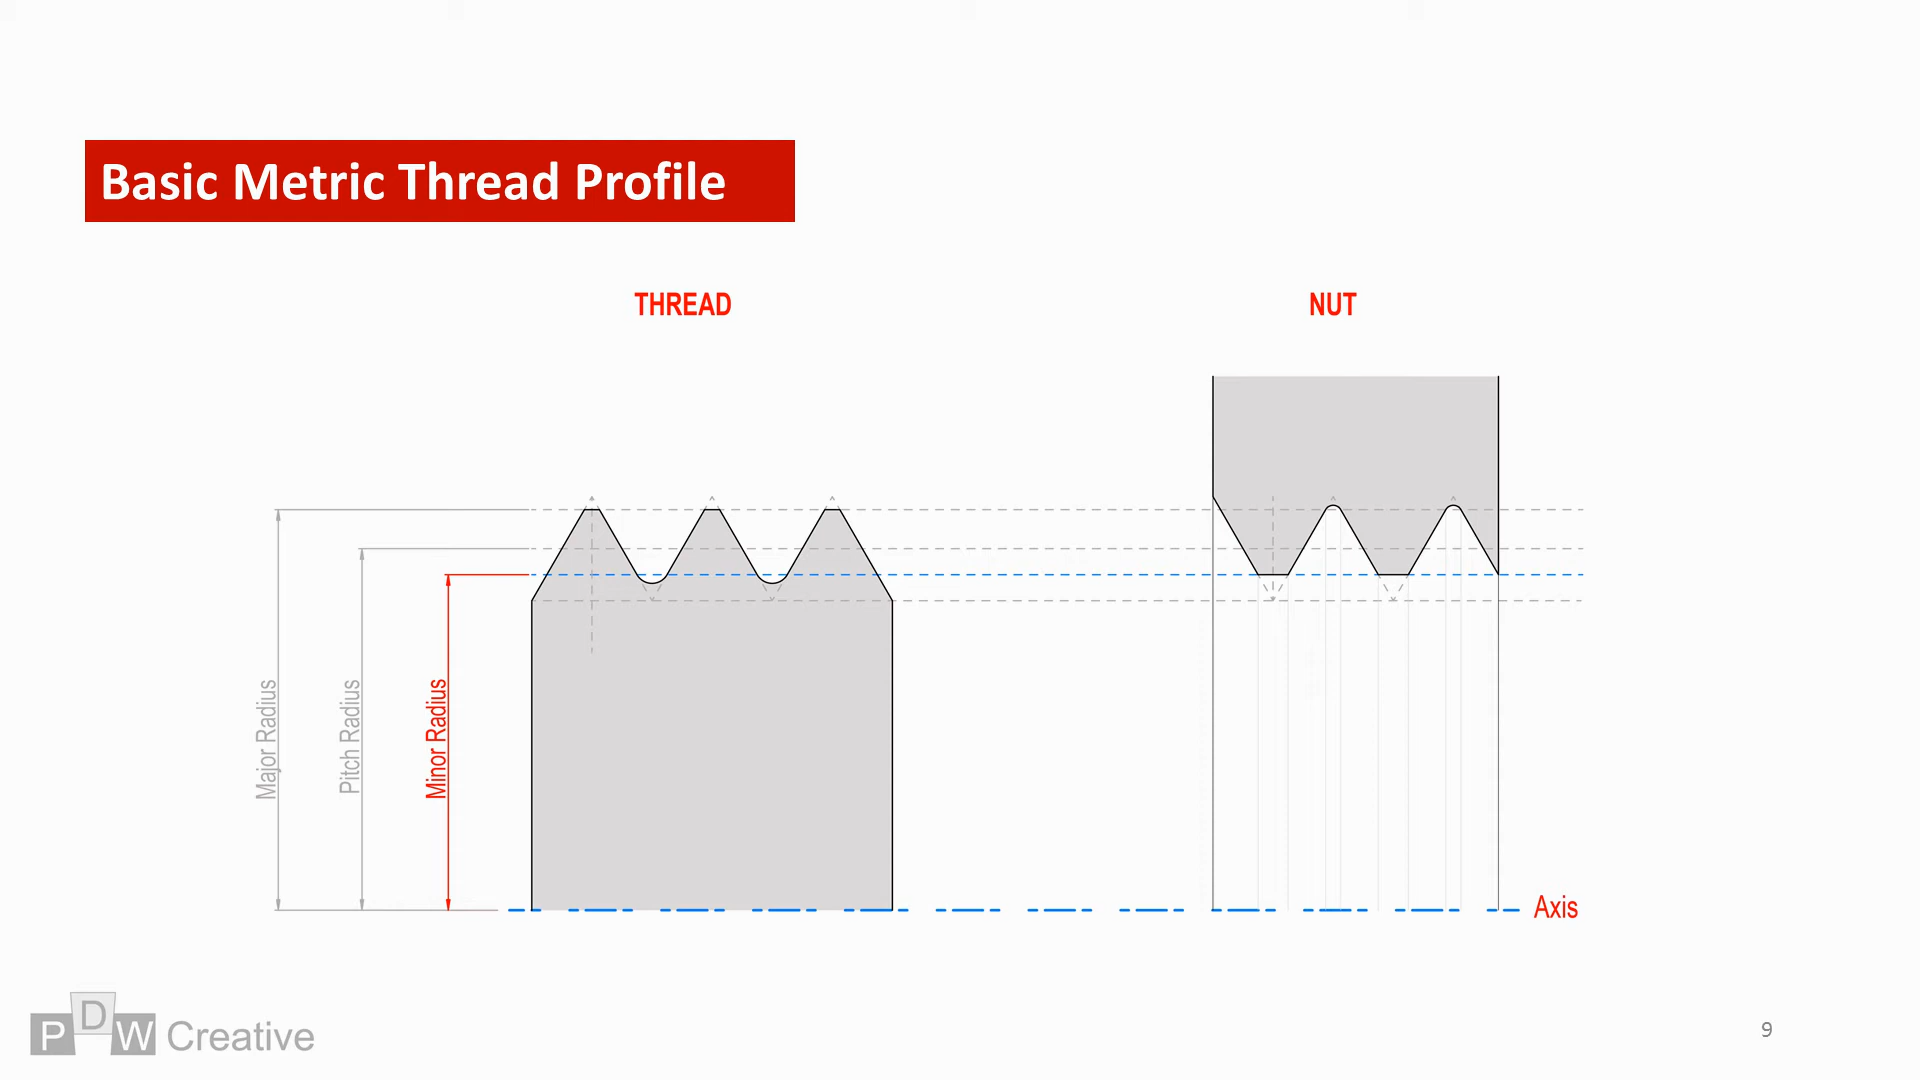 Basic Metric Thread Profile
THREAD
NUT
Major Radius
Pitch Radius
Minor Radius
Axis
PDW Creative
9